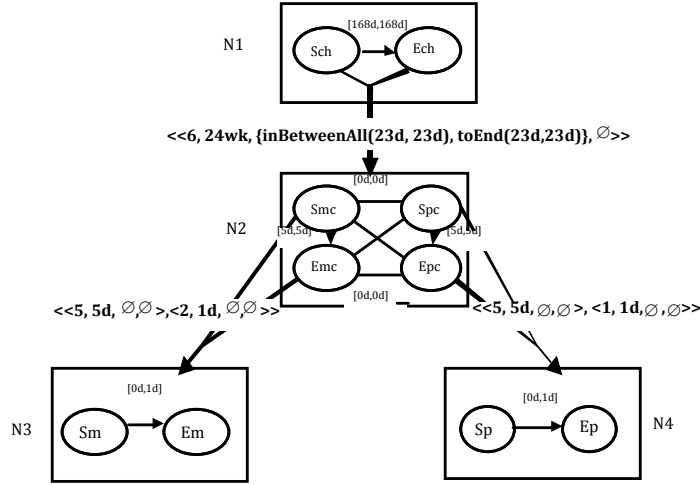 [168d,168d]
N1
Sch
Ech
<<6, 24wk, {inBetweenAll(23d, 23d), toEnd(23d,23d)}, ∅>>
[0d,0d]
Smc
Spc
N2
[5d,5d]
[5d,5d]
Emc
Epc
[0d,0d]
<<5, 5d, ∅,∅>,<2, 1d, ∅,∅>>
<<5, 5d, ∅,∅>, <1, 1d,∅,∅>>
[0d,1d]
[0d,1d]
N3
Sm
Em
Sp
Ep
N4